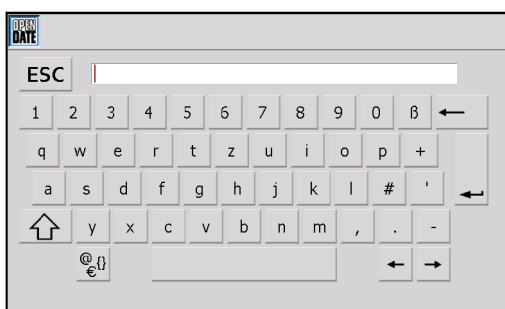 OPEN
DATE
ESC
1 2 3 4 5 6 7 8 9 0 ß ←
q w e r t z u i o p +
a s d f g h j k l # '
y x c v b n m , . -
@ {}
€
← →